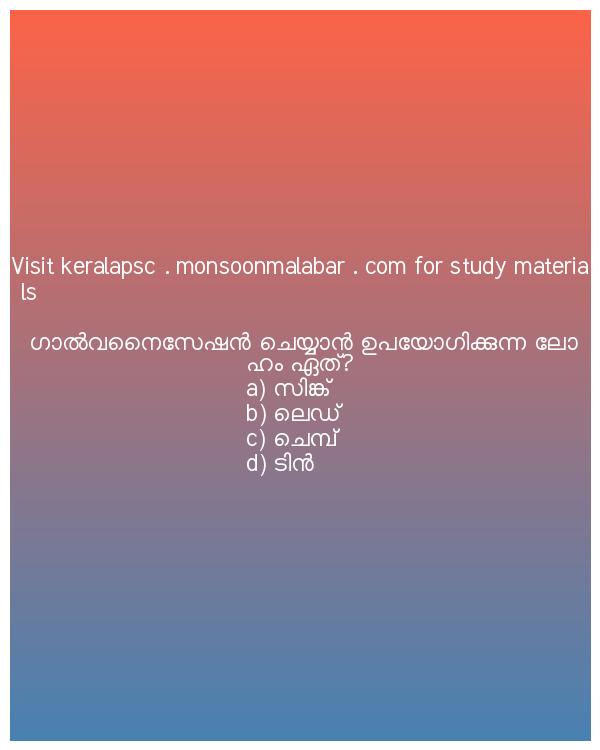 Visit keralapsc . monsoonmalabar . com for study materia
ls
ഗാൽവനൈസേഷൻ ചെയ്യാൻ ഉപയോഗിക്കുന്ന ലോ
ഹം ഏത്?
a) സിങ്ക്
b) ലെഡ്
c) ചെമ്പ്
d) ടിൻ